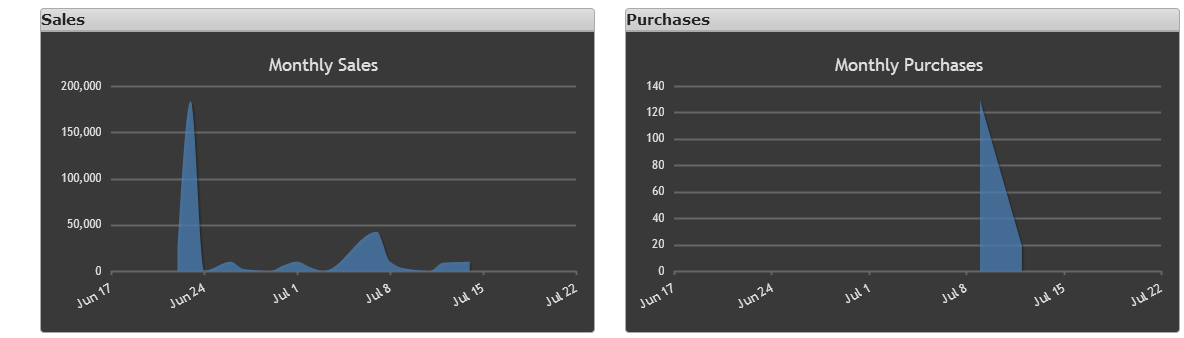 Sales
Monthly Sales
200,000
150,000
100,000
50,000
0
Jun 17
Jun 24
Jul 1
Jul 8
Jul 15
Jul 22
Purchases
Monthly Purchases
140
120
100
80
60
40
20
0
Jun 17
Jun 24
Jul 1
Jul 8
Jul 15
Jul 22